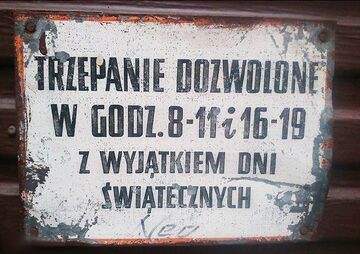 TRZEPANIE DOZWOLONE
W GODZ. 8-11 i 16-19
Z WYJĄTKIEM DNI
ŚWIĄTECZNYCH